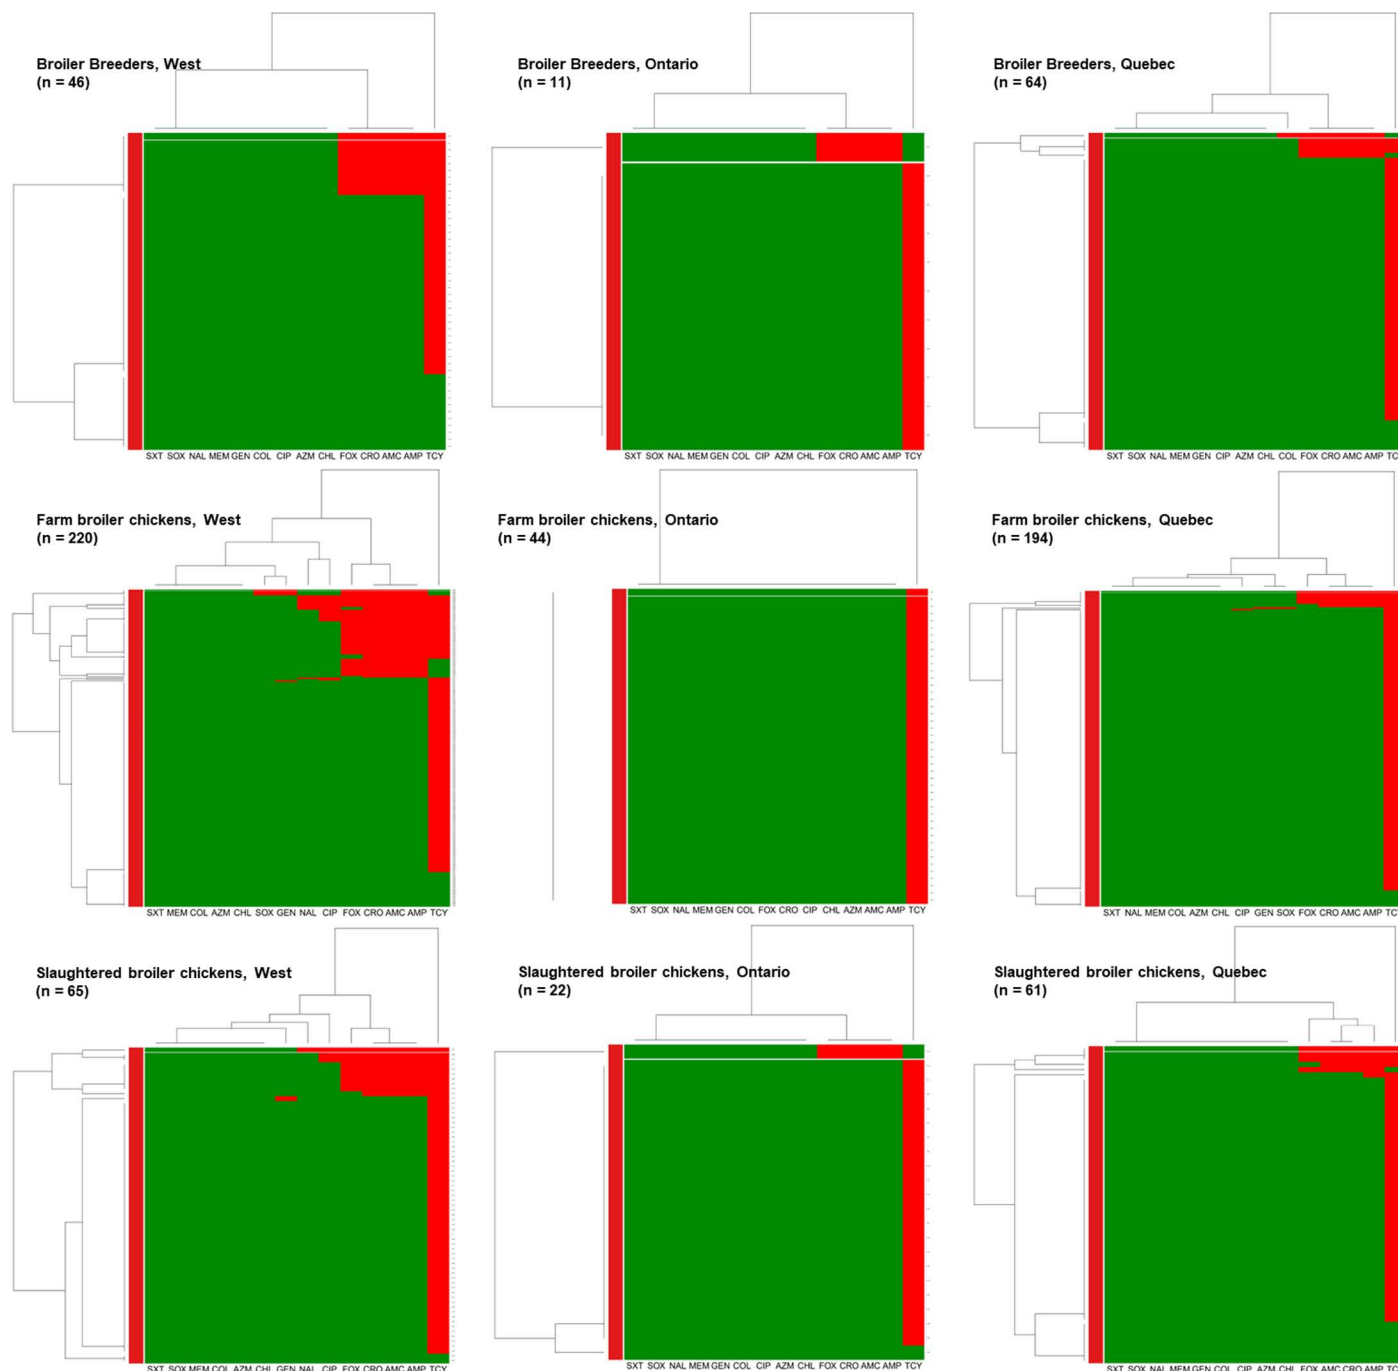 Broiler Breeders, West
(n = 46)
Broiler Breeders, Ontario
(n = 11)
Broiler Breeders, Quebec
(n = 64)
SXT SOX NAL MEM GEN COL CIP AZM CHL FOX CRO AMC AMP TCY
SXT SOX NAL MEM GEN COL CIP AZM CHL FOX CRO AMC AMP TCY
SXT SOX NAL MEM GEN CIP AZM CHL COL FOX CRO AMC AMP
Farm broiler chickens, West
(n = 220)
Farm broiler chickens, Ontario
(n = 44)
Farm broiler chickens, Quebec
(n = 194)
SXT MEM COL AZM CHL SOX GEN NAL CIP FOX CRO AMC AMP TCY
SXT SOX NAL MEM GEN COL FOX CRO CIP CHL AZM AMC AMP TCY
SXT NAL MEM COL AZM CHL CIP GEN SOX FOX CRO AMC AMP
Slaughtered broiler chickens, West
(n = 65)
Slaughtered broiler chickens, Ontario
(n = 22)
Slaughtered broiler chickens, Quebec
(n = 61)
SXT SOX MEM COL AZM CHL GEN NAL CIP FOX CRO AMC AMP TCY
SXT SOX NAL MEM GEN COL CIP AZM CHL FOX CRO AMC AMP TCY
SXT SOX NAL MEM GEN COL CIP AZM CHL FOX CRO AMC AMP